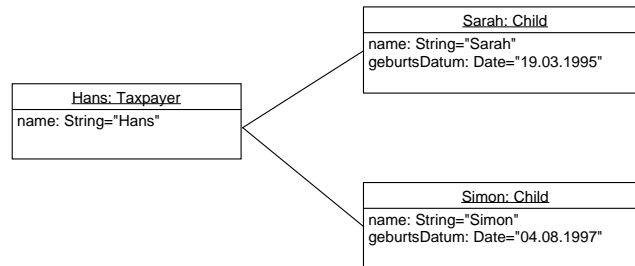 Sarah: Child
name: String="Sarah"
geburtsDatum: Date="19.03.1995"
Hans: Taxpayer
name: String="Hans"
Simon: Child
name: String="Simon"
geburtsDatum: Date="04.08.1997"